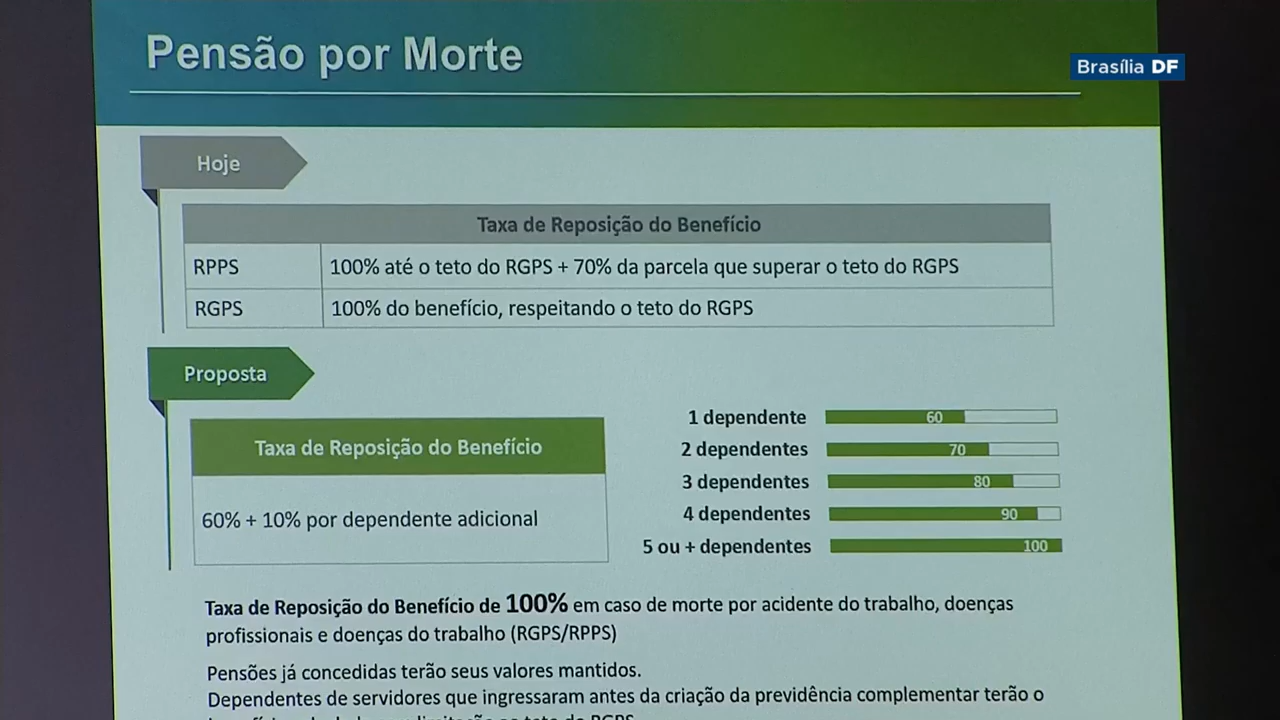 Pensão por Morte
Brasília DF
Hoje
Taxa de Reposição do Benefício
RPPS 100% até o teto do RGPS + 70% da parcela que superar o teto do RGPS
RGPS 100% do benefício, respeitando o teto do RGPS
Proposta
Taxa de Reposição do Benefício
60% + 10% por dependente adicional
1 dependente 60
2 dependentes 70
3 dependentes 80
4 dependentes 90
5 ou + dependentes 100
Taxa de Reposição do Benefício de 100% em caso de morte por acidente do trabalho, doenças
profissionais e doenças do trabalho (RGPS/RPPS)
Pensões já concedidas terão seus valores mantidos.
Dependentes de servidores que ingressaram antes da criação da previdência complementar terão o